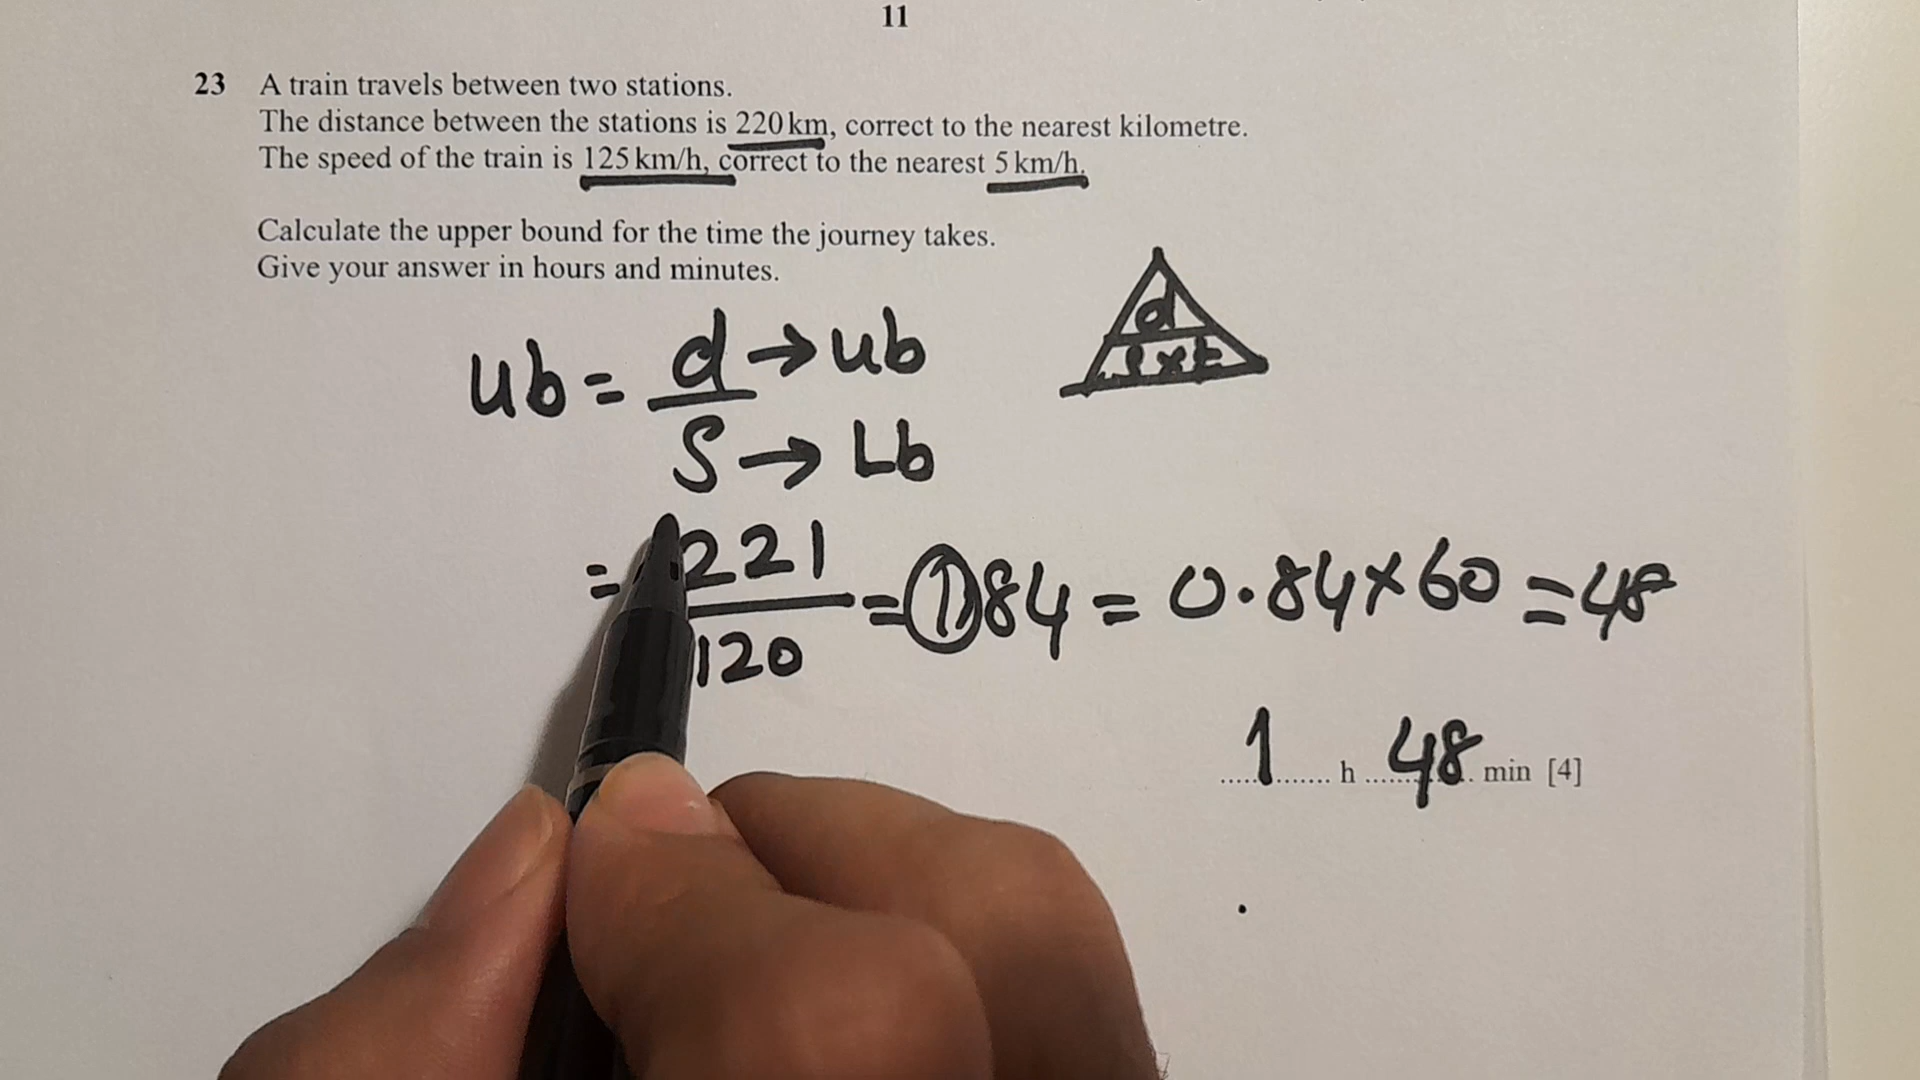 11
23 A train travels between two stations.
The distance between the stations is 220 km, correct to the nearest kilometre.
The speed of the train is 125 km/h, correct to the nearest 5 km/h.
Calculate the upper bound for the time the journey takes.
Give your answer in hours and minutes.
d
s x t
ub = d → ub
S → Lb
= 221
120
= 1.84 = 0.84 x 60 = 48
1 h 48 min [4]